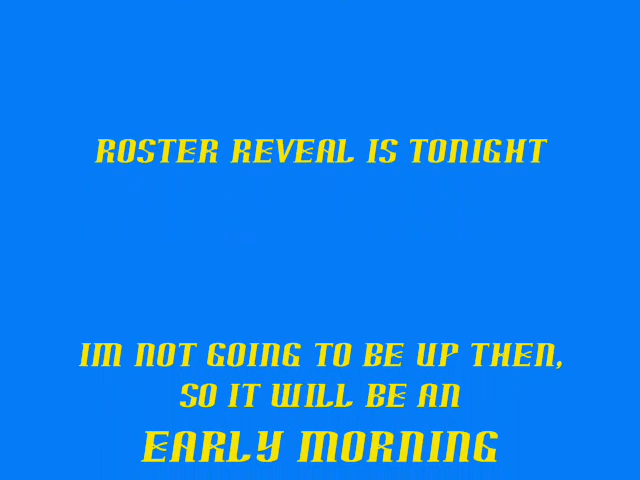 ROSTER REVEAL IS TONIGHT
IM NOT GOING TO BE UP THEN,
SO IT WILL BE AN
EARLY MORNING